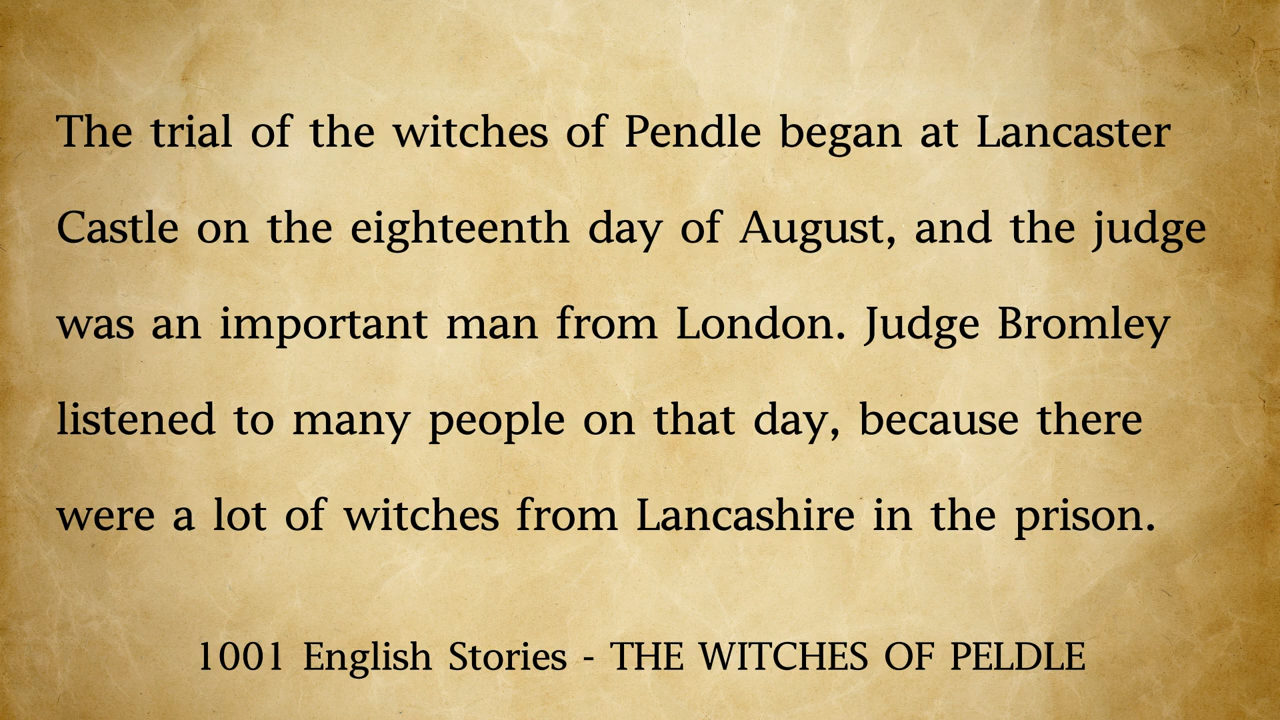 The trial of the witches of Pendle began at Lancaster
Castle on the eighteenth day of August, and the judge
was an important man from London. Judge Bromley
listened to many people on that day, because there
were a lot of witches from Lancashire in the prison.
1001 English Stories - THE WITCHES OF PELDLE